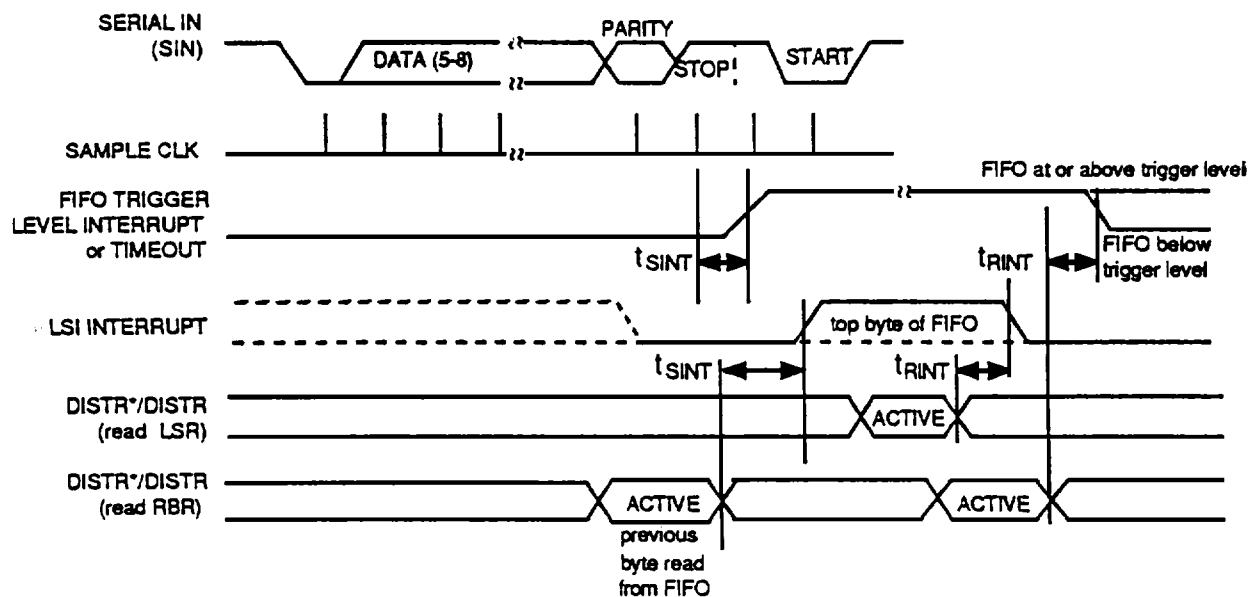 SERIAL IN
(SIN)
DATA (5-8)
PARITY
STOP
START
SAMPLE CLK
FIFO TRIGGER
LEVEL INTERRUPT
or TIMEOUT
FIFO at or above trigger level
FIFO below
trigger level
tSINT
tRINT
LSI INTERRUPT
top byte of FIFO
tSINT
tRINT
DISTR*/DISTR
(read LSR)
ACTIVE
DISTR*/DISTR
(read RBR)
ACTIVE
ACTIVE
previous
byte read
from FIFO